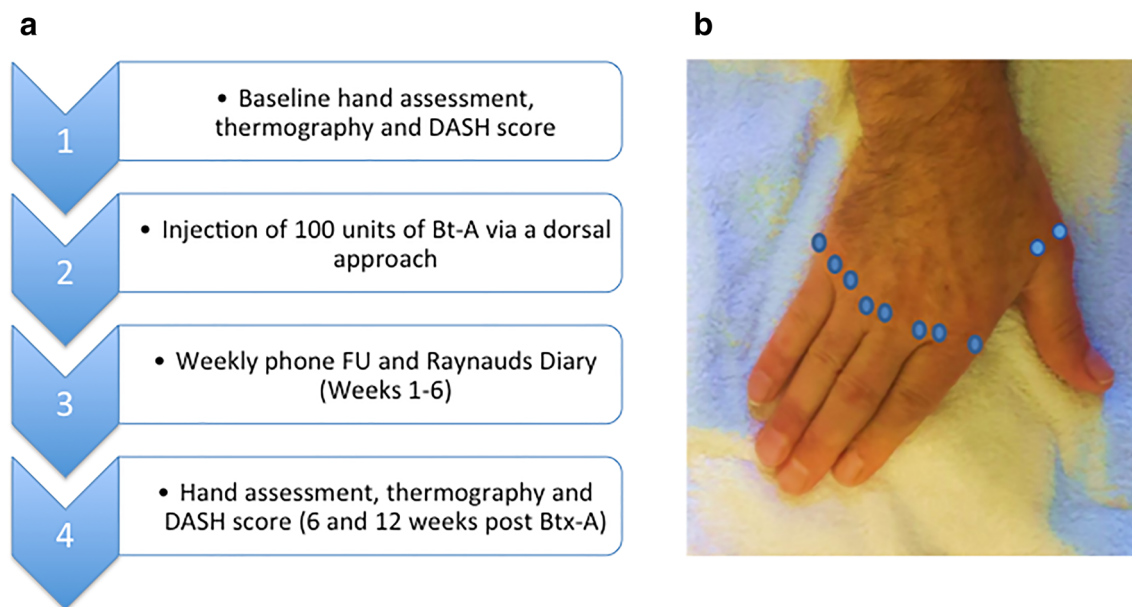 a
b
1
• Baseline hand assessment,
thermography and DASH score
2
• Injection of 100 units of Bt-A via a dorsal
approach
3
• Weekly phone FU and Raynauds Diary
(Weeks 1-6)
4
• Hand assessment, thermography and
DASH score (6 and 12 weeks post Btx-A)